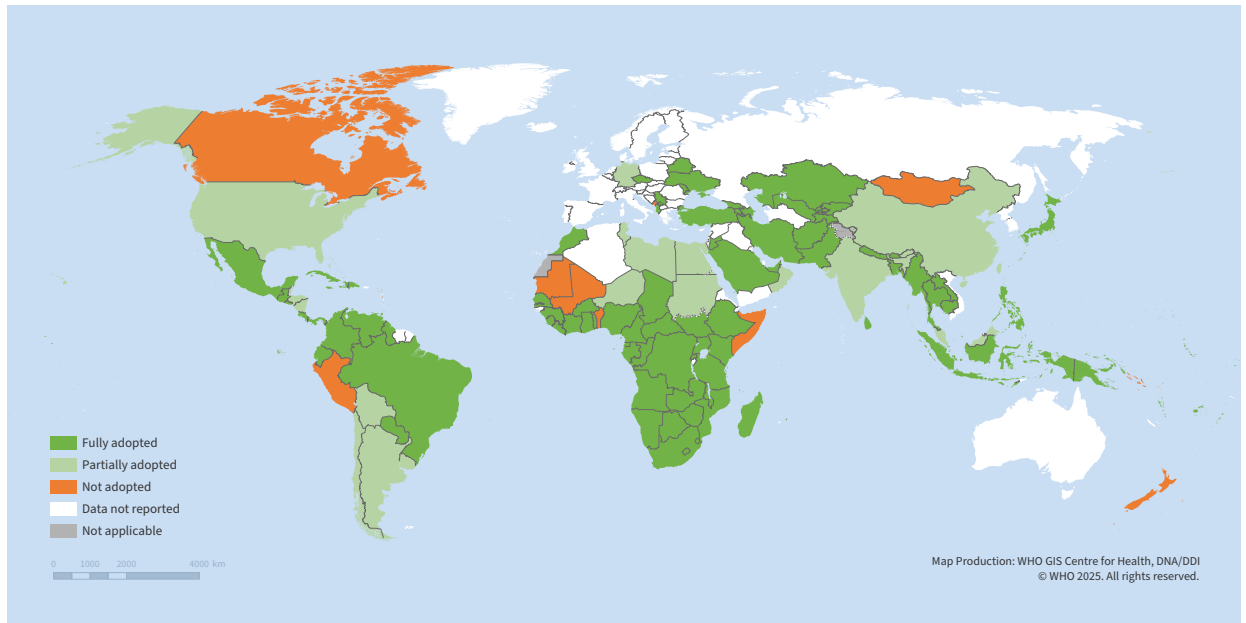 Fully adopted
Partially adopted
Not adopted
Data not reported
Not applicable
0 1000 2000 4000 km
Map Production: WHO GIS Centre for Health, DNA/DDI
© WHO 2025. All rights reserved.